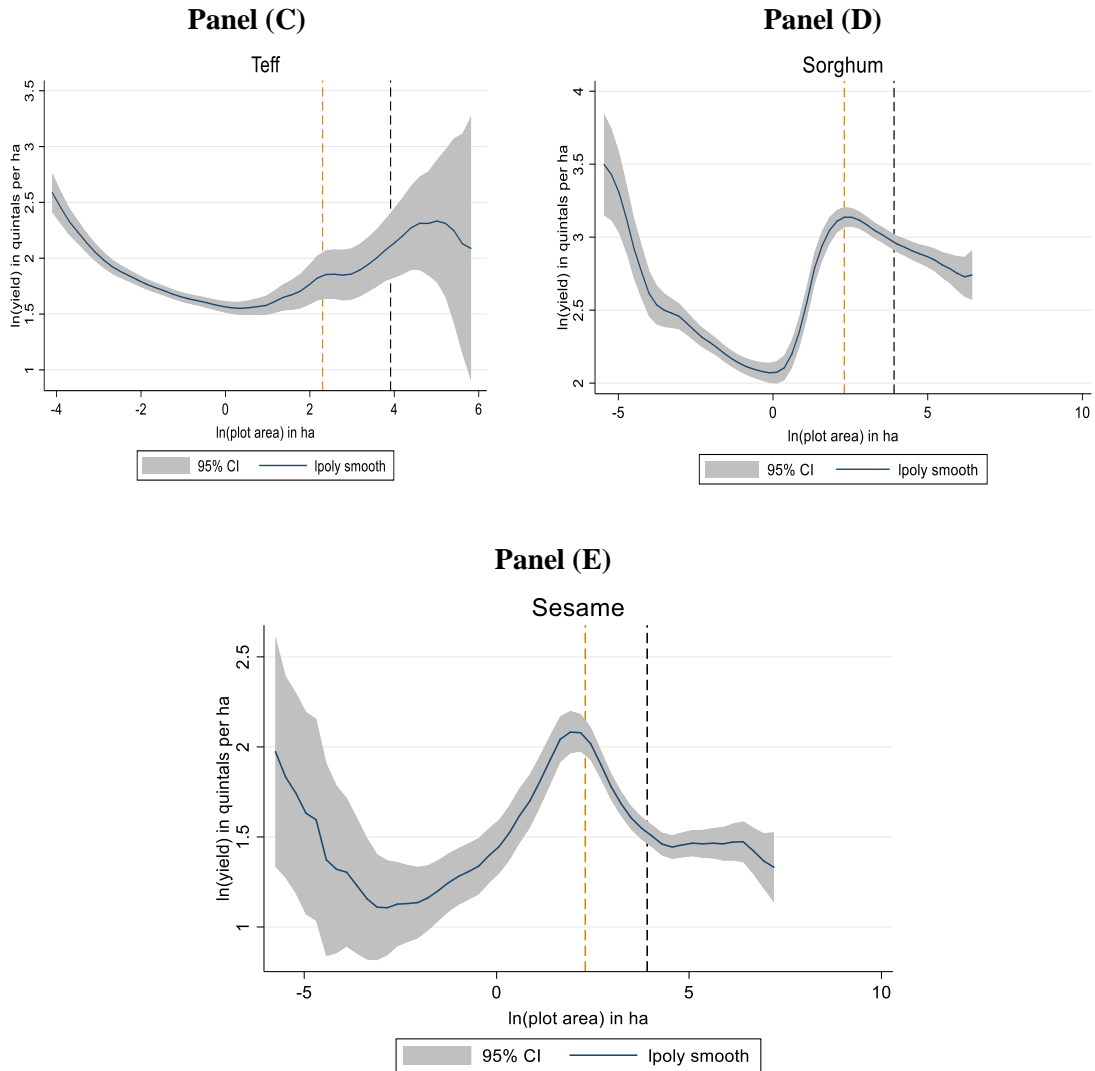 Panel (C)
Panel (D)
Teff
ln(yield) in quintals per ha
3.5
3
2.5
2
1.5
1
-4
-2
0
2
4
6
ln(plot area) in ha
95% CI
lpoly smooth
Sorghum
ln(yield) in quintals per ha
4
3.5
3
2.5
2
-5
0
5
10
ln(plot area) in ha
95% CI
lpoly smooth
Panel (E)
Sesame
ln(yield) in quintals per ha
2.5
2
1.5
1
-5
0
5
10
ln(plot area) in ha
95% CI
lpoly smooth